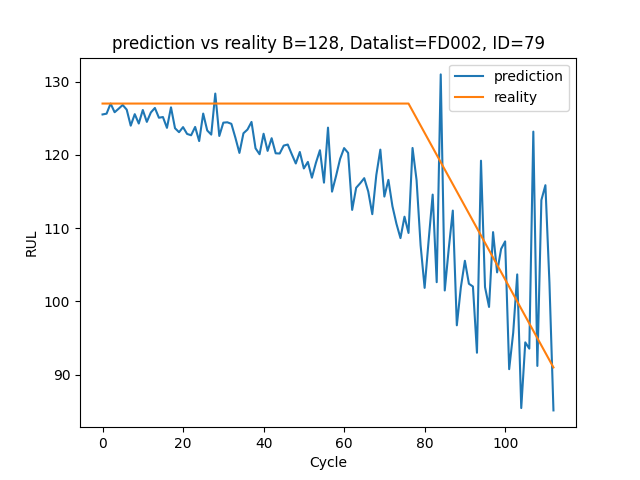 prediction vs reality B=128, Datalist=FD002, ID=79
prediction
reality
130
120
110
100
90
RUL
0 20 40 60 80 100
Cycle